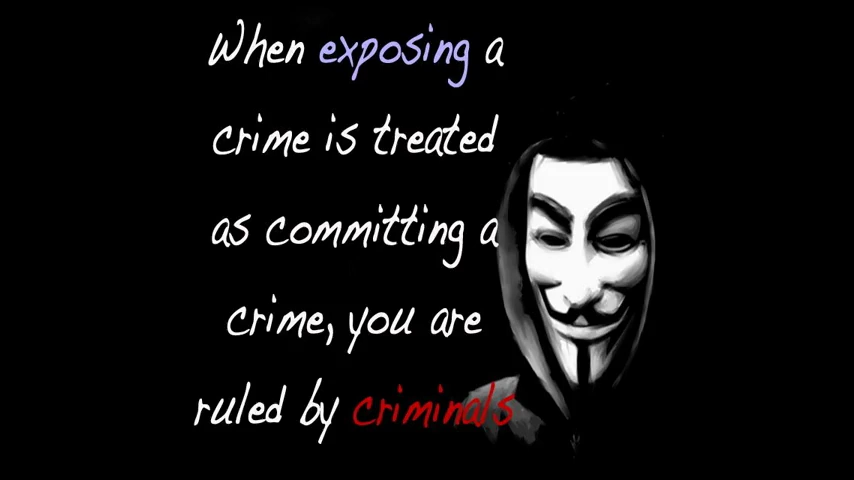 When exposing a
crime is treated
as committing a
crime, you are
ruled by criminals